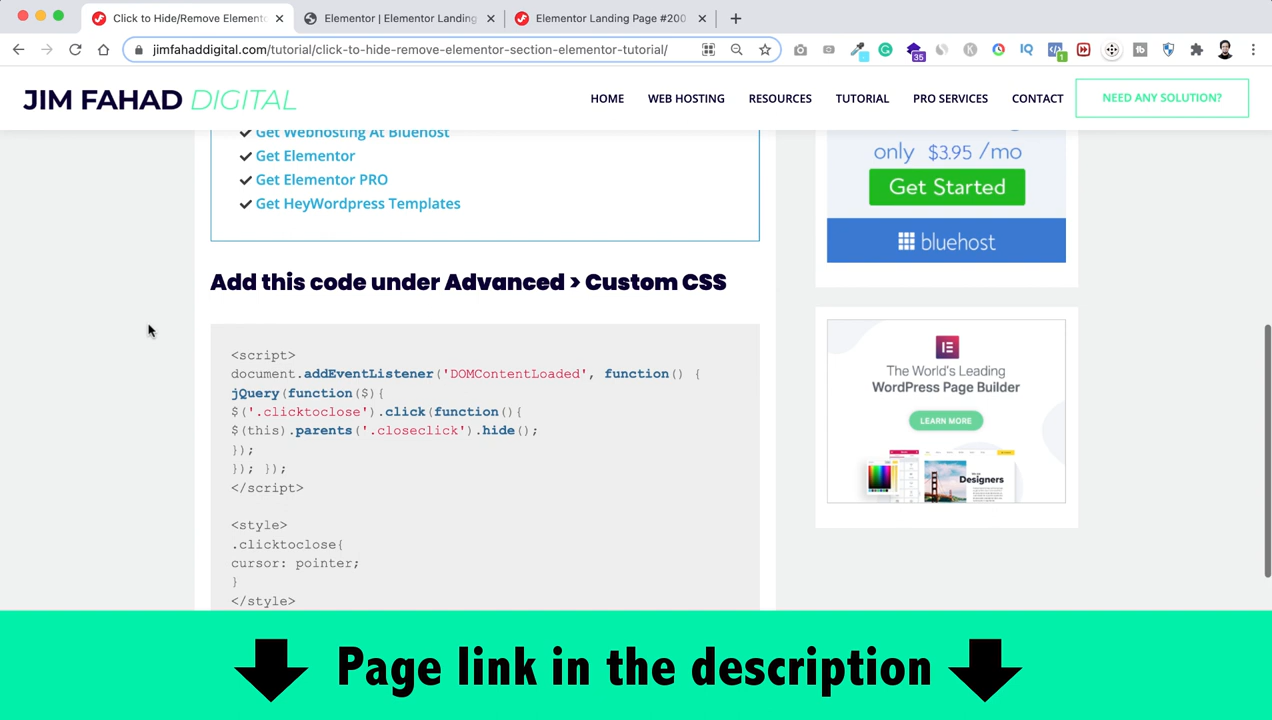 Click to Hide/Remove Elemento
Elementor | Elementor Landing
Elementor Landing Page #200
jimfahaddigital.com/tutorial/click-to-hide-remove-elementor-section-elementor-tutorial/
35
1
JIM FAHAD DIGITAL
HOME
WEB HOSTING
RESOURCES
TUTORIAL
PRO SERVICES
CONTACT
NEED ANY SOLUTION?
Get Webhosting At Bluehost
Get Elementor
Get Elementor PRO
Get HeyWordpress Templates
Add this code under Advanced > Custom CSS
<script>
document.addEventListener('DOMContentLoaded', function() {
jQuery(function($){
$('.clicktoclose').click(function(){
$(this).parents('.closeclick').hide();
});
}); });
</script>
<style>
.clicktoclose{
cursor: pointer;
}
</style>
only $3.95 /mo
Get Started
bluehost
The World's Leading
WordPress Page Builder
LEARN MORE
Designers
Page link in the description